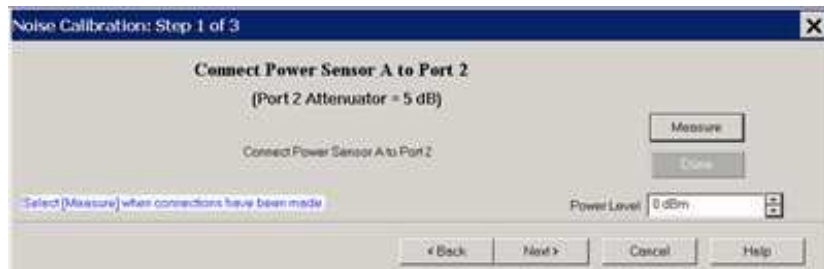 Noise Calibration: Step 1 of 3
Connect Power Sensor A to Port 2
(Port 2 Attenuator = 5 dB)
Measure
Connect Power Sensor A to Port 2
Done
Select [Measure] when connections have been made
Power Level 0 dBm
< Back Next > Cancel Help